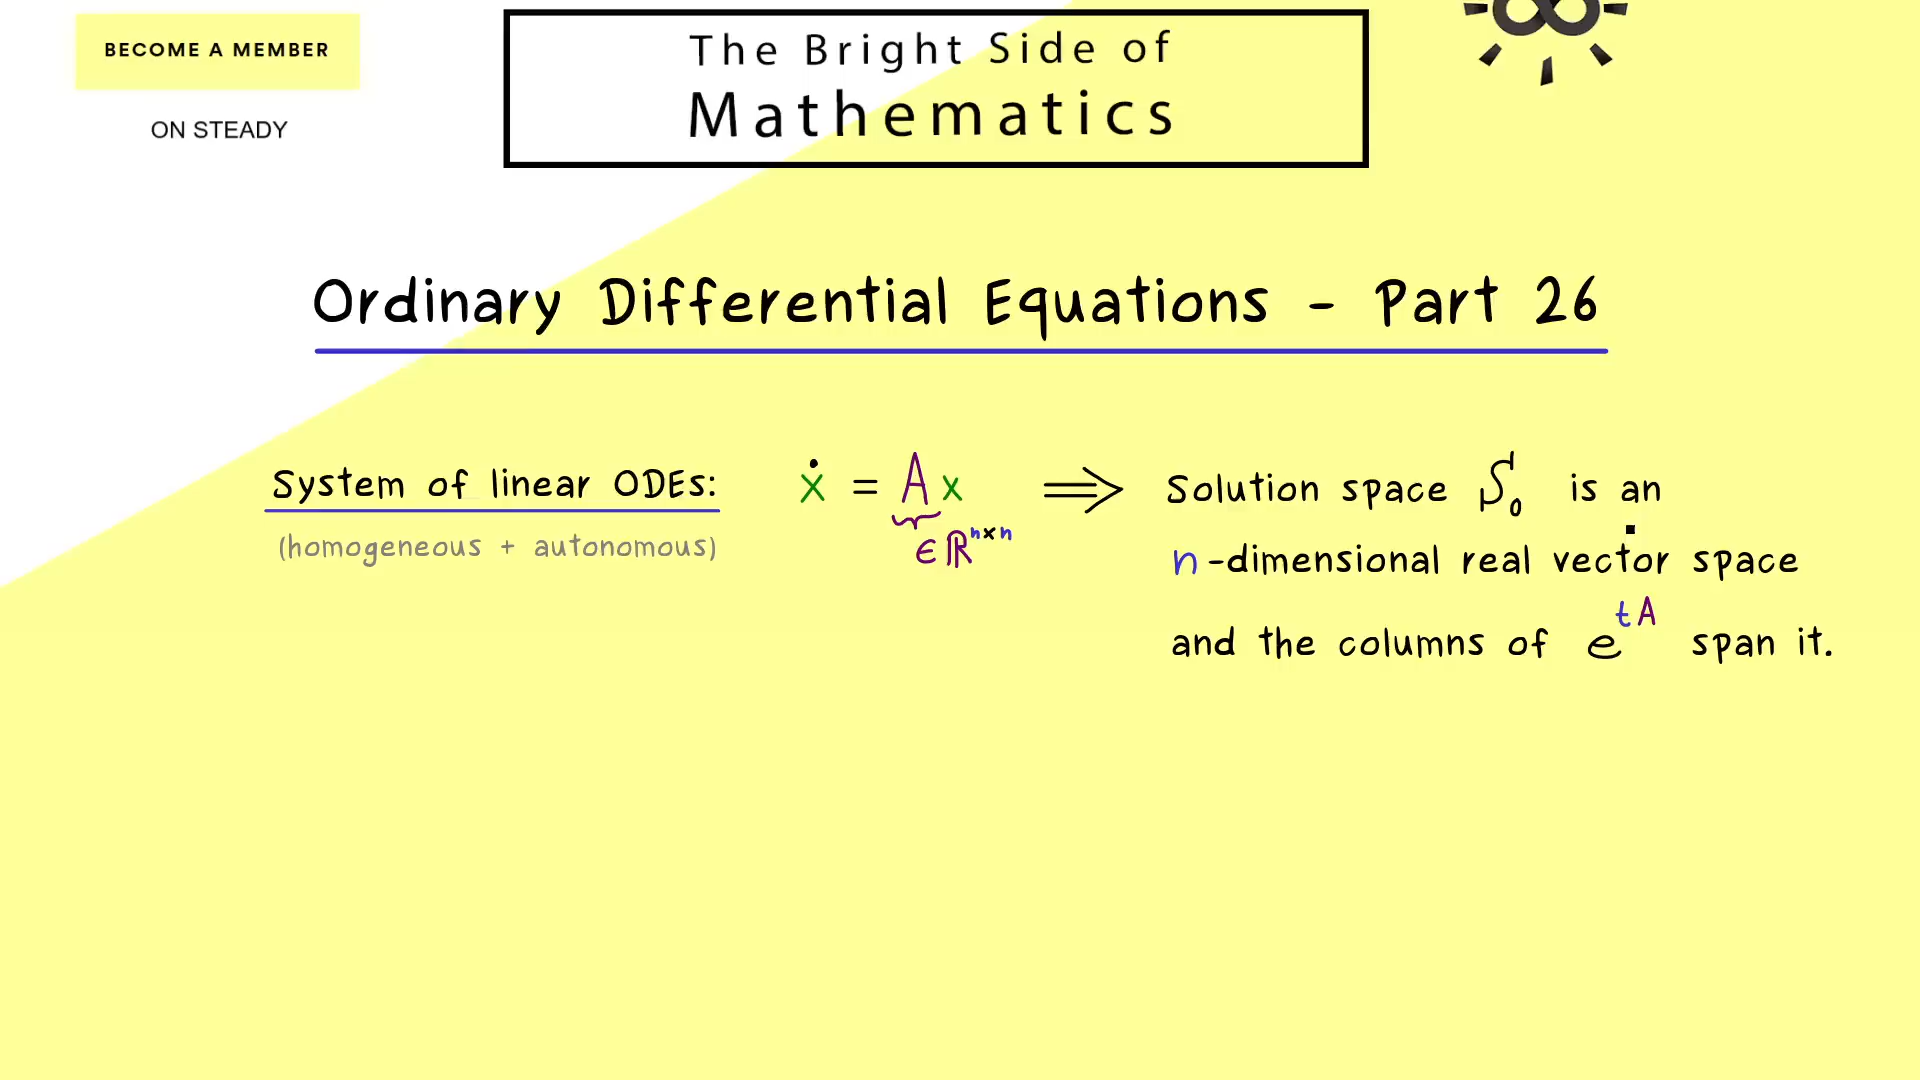 BECOME A MEMBER
ON STEADY
The Bright Side of
Mathematics
Ordinary Differential Equations - Part 26
System of linear ODEs: ẋ = A x ⟹ Solution space S₀ is an
(homogeneous + autonomous) ∈ ℝⁿˣⁿ
n-dimensional real vector space
and the columns of e^{tA} span it.